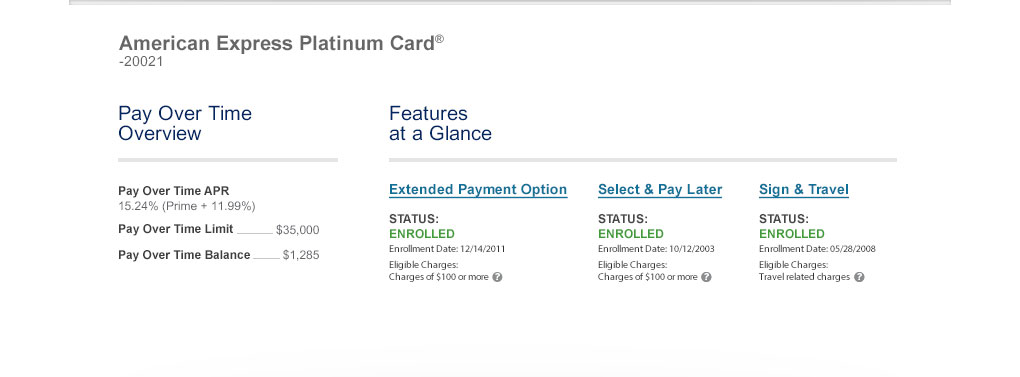 American Express Platinum Card®
-20021
Pay Over Time
Overview
Pay Over Time APR
15.24% (Prime + 11.99%)
Pay Over Time Limit $35,000
Pay Over Time Balance $1,285
Features
at a Glance
Extended Payment Option
STATUS:
ENROLLED
Enrollment Date: 12/14/2011
Eligible Charges:
Charges of $100 or more ?
Select & Pay Later
STATUS:
ENROLLED
Enrollment Date: 10/12/2003
Eligible Charges:
Charges of $100 or more ?
Sign & Travel
STATUS:
ENROLLED
Enrollment Date: 05/28/2008
Eligible Charges:
Travel related charges ?